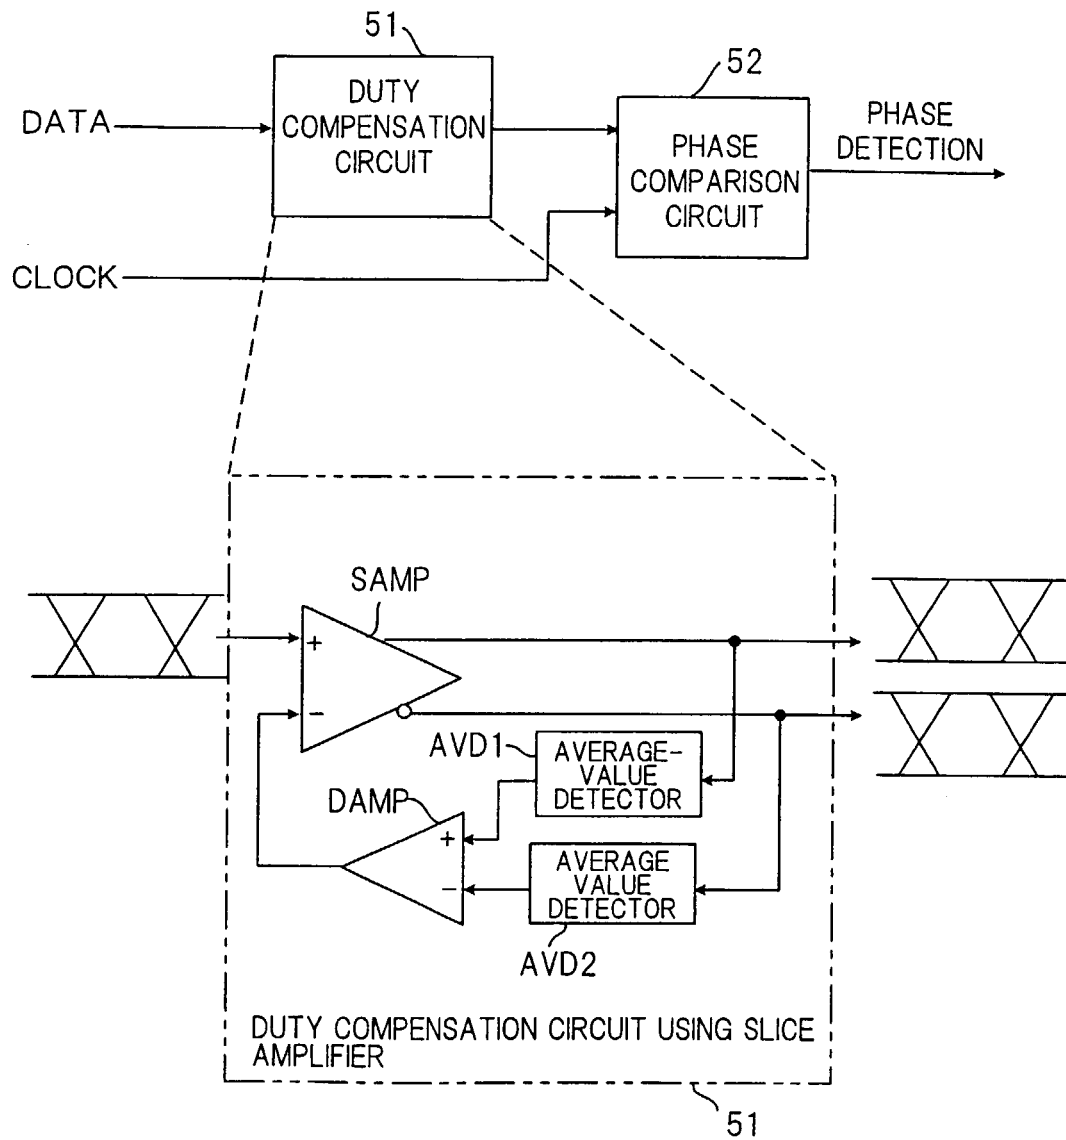 51
DUTY
COMPENSATION
CIRCUIT
52
PHASE
COMPARISON
CIRCUIT
PHASE
DETECTION
DATA
CLOCK
SAMP
+
−
AVD1
AVERAGE-
VALUE
DETECTOR
DAMP
+
−
AVERAGE
VALUE
DETECTOR
AVD2
DUTY COMPENSATION CIRCUIT USING SLICE
AMPLIFIER
51